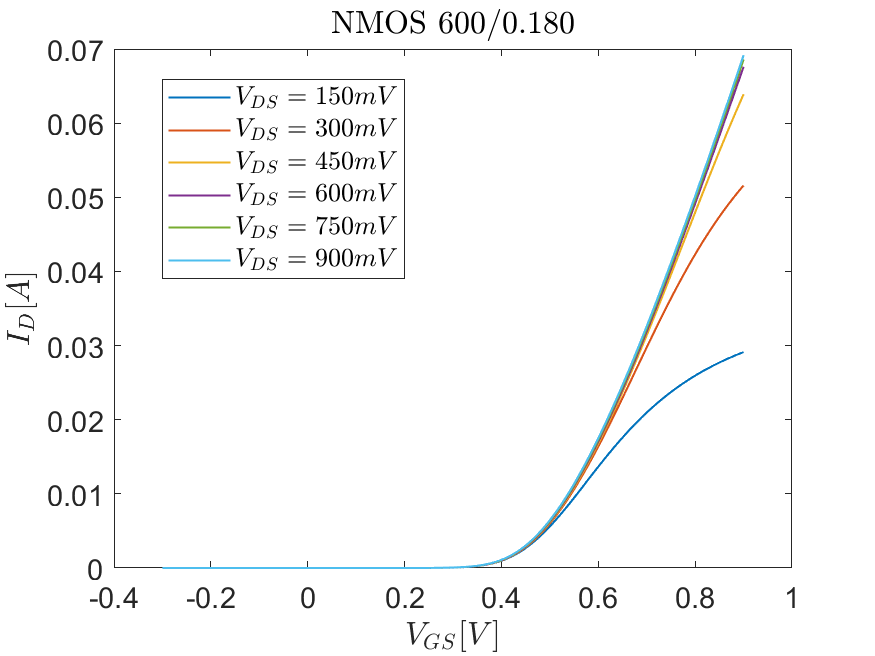 NMOS 600/0.180
0.07
0.06
0.05
0.04
0.03
0.02
0.01
0
I_D[A]
V_DS = 150mV
V_DS = 300mV
V_DS = 450mV
V_DS = 600mV
V_DS = 750mV
V_DS = 900mV
-0.4 -0.2 0 0.2 0.4 0.6 0.8 1
V_GS[V]